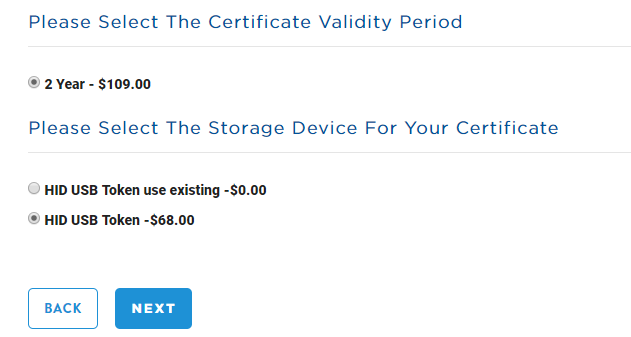 Please Select The Certificate Validity Period
2 Year - $109.00
Please Select The Storage Device For Your Certificate
HID USB Token use existing -$0.00
HID USB Token -$68.00
BACK NEXT